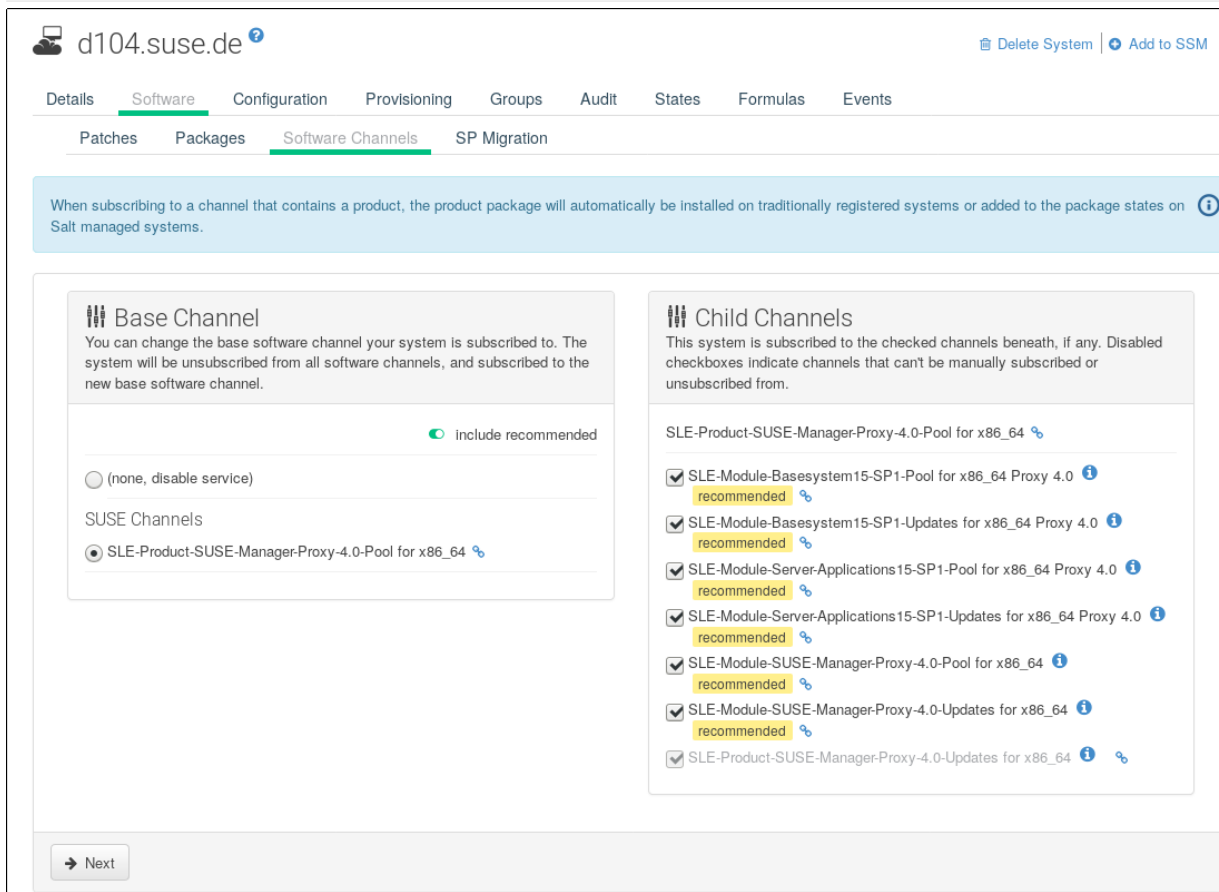 d104.suse.de
Delete System | Add to SSM
Details Software Configuration Provisioning Groups Audit States Formulas Events
Patches Packages Software Channels SP Migration
When subscribing to a channel that contains a product, the product package will automatically be installed on traditionally registered systems or added to the package states on
Salt managed systems.
Base Channel
You can change the base software channel your system is subscribed to. The
system will be unsubscribed from all software channels, and subscribed to the
new base software channel.
include recommended
(none, disable service)
SUSE Channels
SLE-Product-SUSE-Manager-Proxy-4.0-Pool for x86_64
Child Channels
This system is subscribed to the checked channels beneath, if any. Disabled
checkboxes indicate channels that can't be manually subscribed or
unsubscribed from.
SLE-Product-SUSE-Manager-Proxy-4.0-Pool for x86_64
SLE-Module-Basesystem15-SP1-Pool for x86_64 Proxy 4.0
recommended
SLE-Module-Basesystem15-SP1-Updates for x86_64 Proxy 4.0
recommended
SLE-Module-Server-Applications15-SP1-Pool for x86_64 Proxy 4.0
recommended
SLE-Module-Server-Applications15-SP1-Updates for x86_64 Proxy 4.0
recommended
SLE-Module-SUSE-Manager-Proxy-4.0-Pool for x86_64
recommended
SLE-Module-SUSE-Manager-Proxy-4.0-Updates for x86_64
recommended
SLE-Product-SUSE-Manager-Proxy-4.0-Updates for x86_64
Next